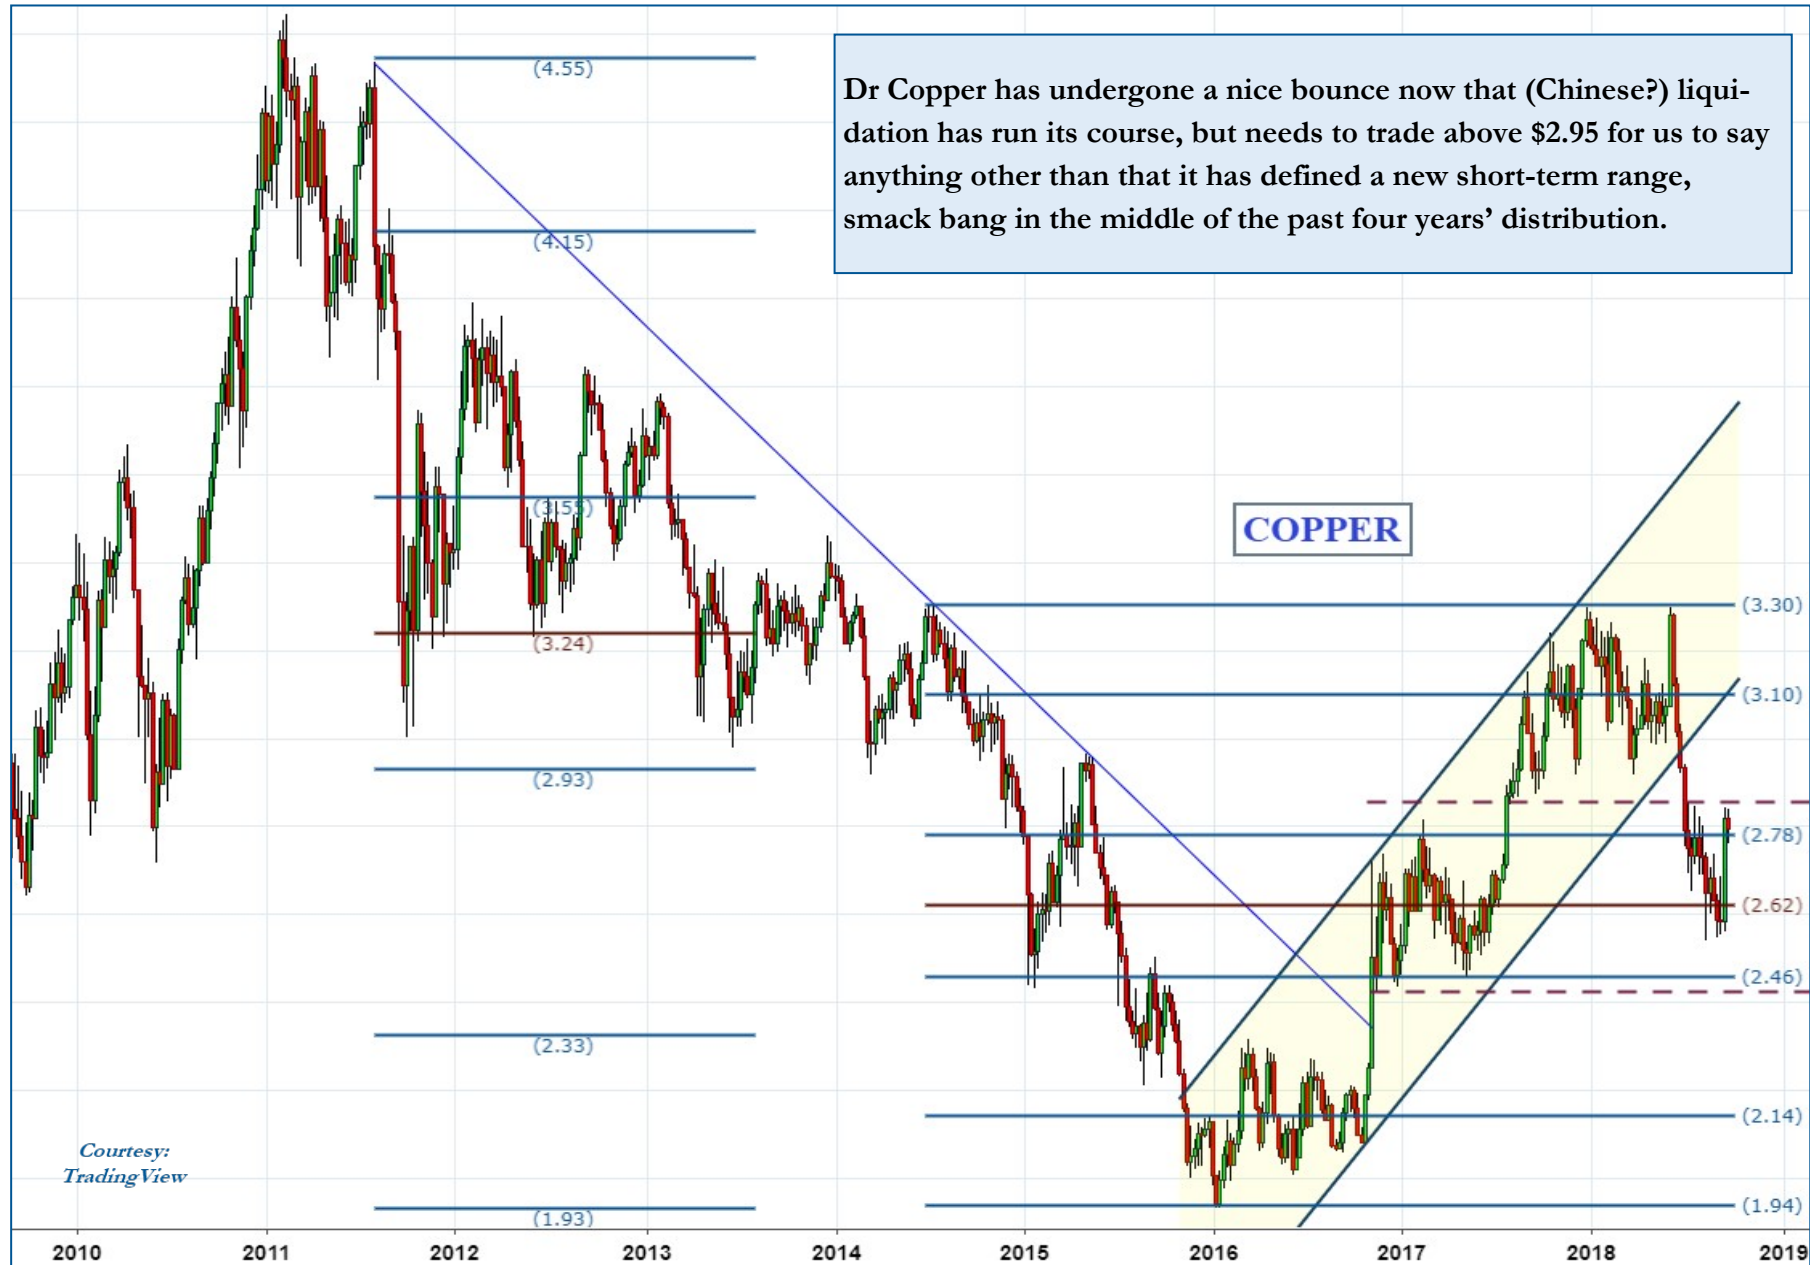 (4.55)
Dr Copper has undergone a nice bounce now that (Chinese?) liqui-
dation has run its course, but needs to trade above $2.95 for us to say
anything other than that it has defined a new short-term range,
smack bang in the middle of the past four years’ distribution.
(4.15)
(3.55)
COPPER
(3.30)
(3.24)
(3.10)
(2.93)
(2.78)
(2.62)
(2.46)
(2.33)
(2.14)
Courtesy:
TradingView
(1.94)
(1.93)
2010 2011 2012 2013 2014 2015 2016 2017 2018 2019